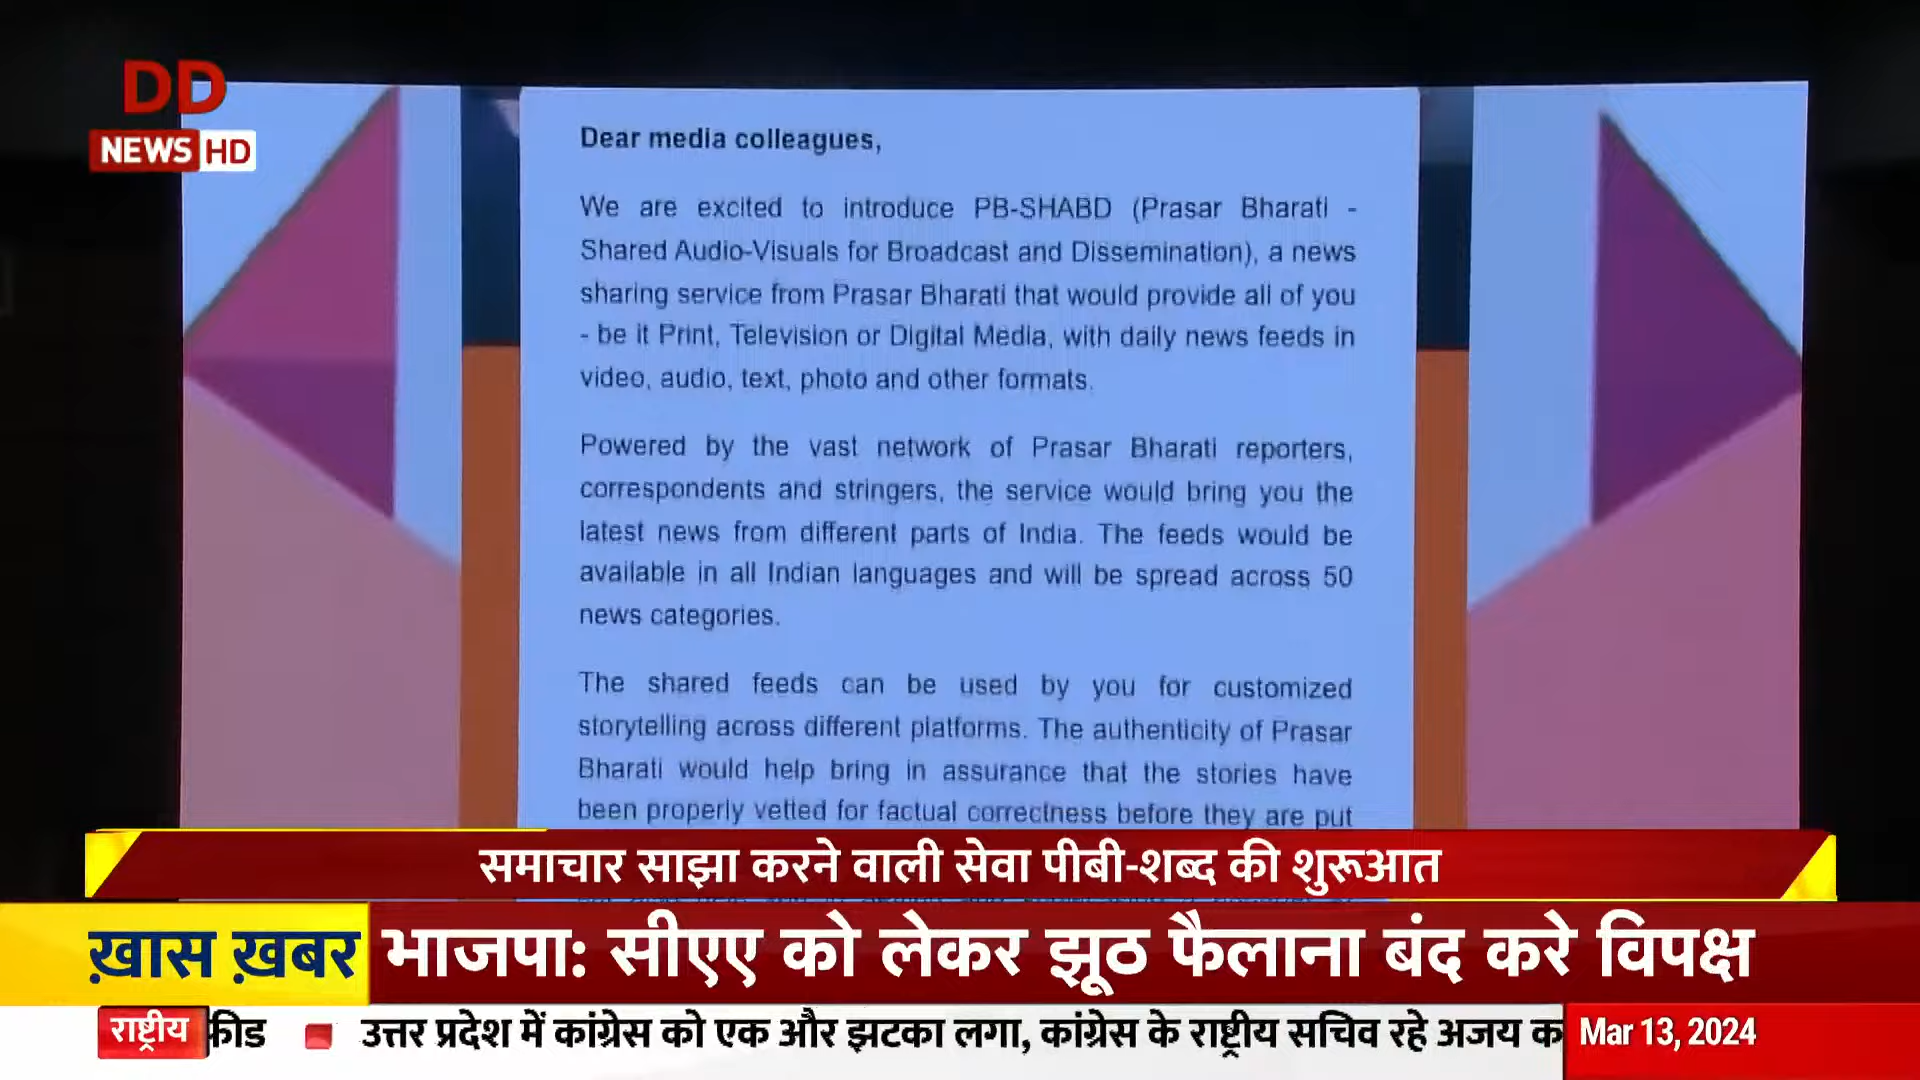 DD
NEWS HD
Dear media colleagues,
We are excited to introduce PB-SHABD (Prasar Bharati -
Shared Audio-Visuals for Broadcast and Dissemination), a news
sharing service from Prasar Bharati that would provide all of you
- be it Print, Television or Digital Media, with daily news feeds in
video, audio, text, photo and other formats.
Powered by the vast network of Prasar Bharati reporters,
correspondents and stringers, the service would bring you the
latest news from different parts of India. The feeds would be
available in all Indian languages and will be spread across 50
news categories.
The shared feeds can be used by you for customized
storytelling across different platforms. The authenticity of Prasar
Bharati would help bring in assurance that the stories have
been properly vetted for factual correctness before they are put
समाचार साझा करने वाली सेवा पीबी-शब्द की शुरूआत
ख़ास ख़बर भाजपा: सीएए को लेकर झूठ फैलाना बंद करे विपक्ष
राष्ट्रीय फीड उत्तर प्रदेश में कांग्रेस को एक और झटका लगा, कांग्रेस के राष्ट्रीय सचिव रहे अजय क Mar 13, 2024